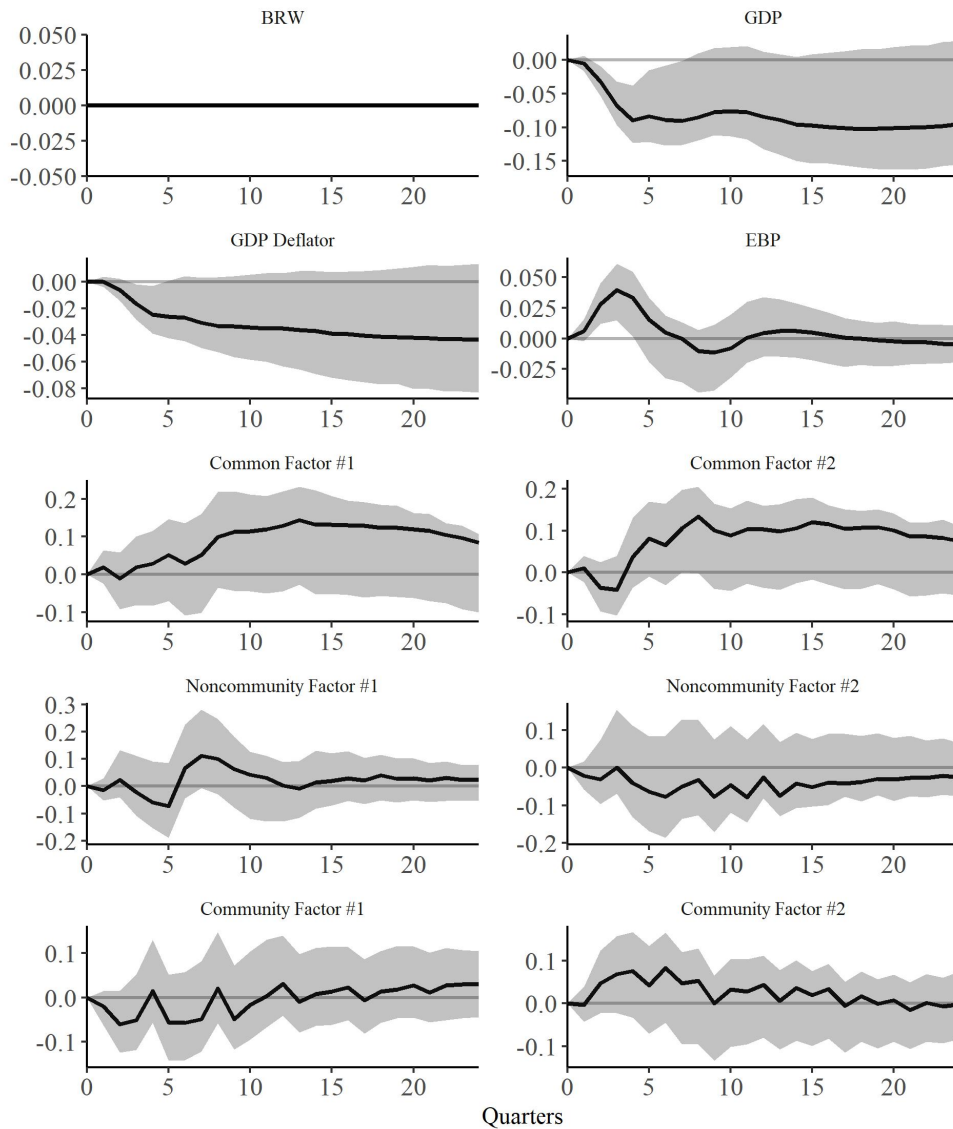 BRW GDP
0.050 0.00
0.025 -0.05
0.000 -0.10
-0.025 -0.15
-0.050
0 5 10 15 20 0 5 10 15 20
GDP Deflator EBP
0.00 0.050
-0.02 0.025
-0.04 0.000
-0.06 -0.025
-0.08
0 5 10 15 20 0 5 10 15 20
Common Factor #1 Common Factor #2
0.2 0.2
0.1 0.1
0.0 0.0
-0.1 -0.1
0 5 10 15 20 0 5 10 15 20
Noncommunity Factor #1 Noncommunity Factor #2
0.3 0.1
0.2 0.0
0.1 -0.1
0.0 -0.2
-0.1
-0.2
0 5 10 15 20 0 5 10 15 20
Community Factor #1 Community Factor #2
0.1 0.1
0.0 0.0
-0.1 -0.1
0 5 10 15 20 0 5 10 15 20
Quarters